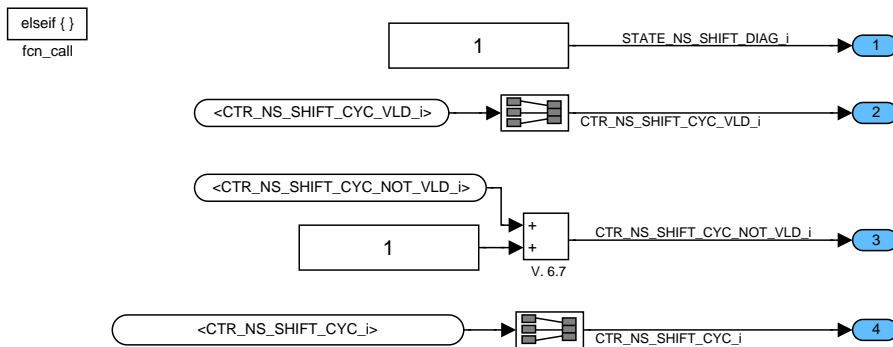 elseif { }
fcn_call
1
STATE_NS_SHIFT_DIAG_i
1
<CTR_NS_SHIFT_CYC_VLD_i>
CTR_NS_SHIFT_CYC_VLD_i
2
<CTR_NS_SHIFT_CYC_NOT_VLD_i>
+
+
1
V. 6.7
CTR_NS_SHIFT_CYC_NOT_VLD_i
3
<CTR_NS_SHIFT_CYC_i>
CTR_NS_SHIFT_CYC_i
4